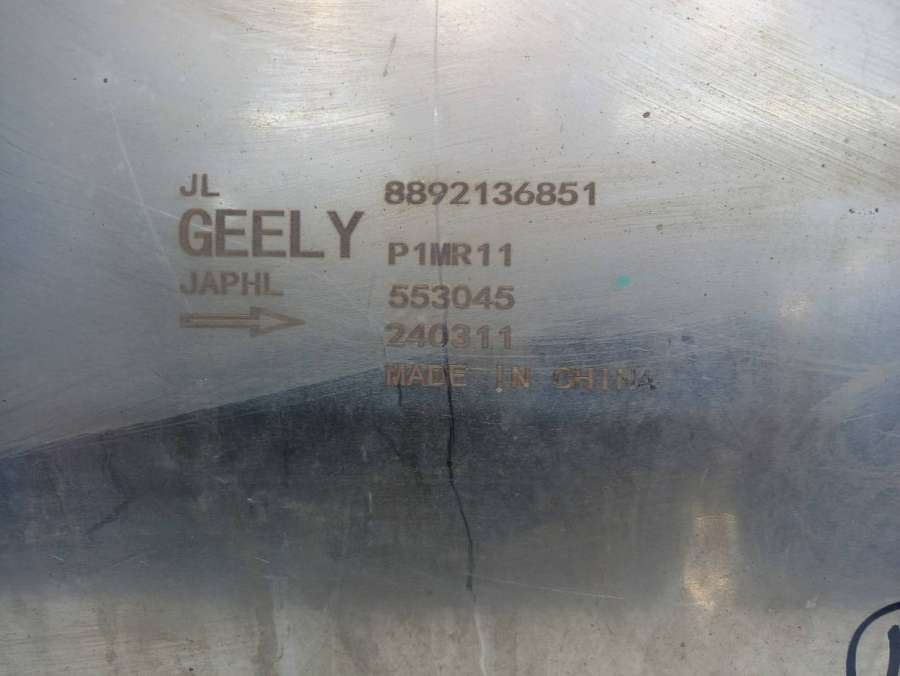 JL
GEELY
JAPHL
8892136851
P1MR11
553045
240311
MADE IN CHINA